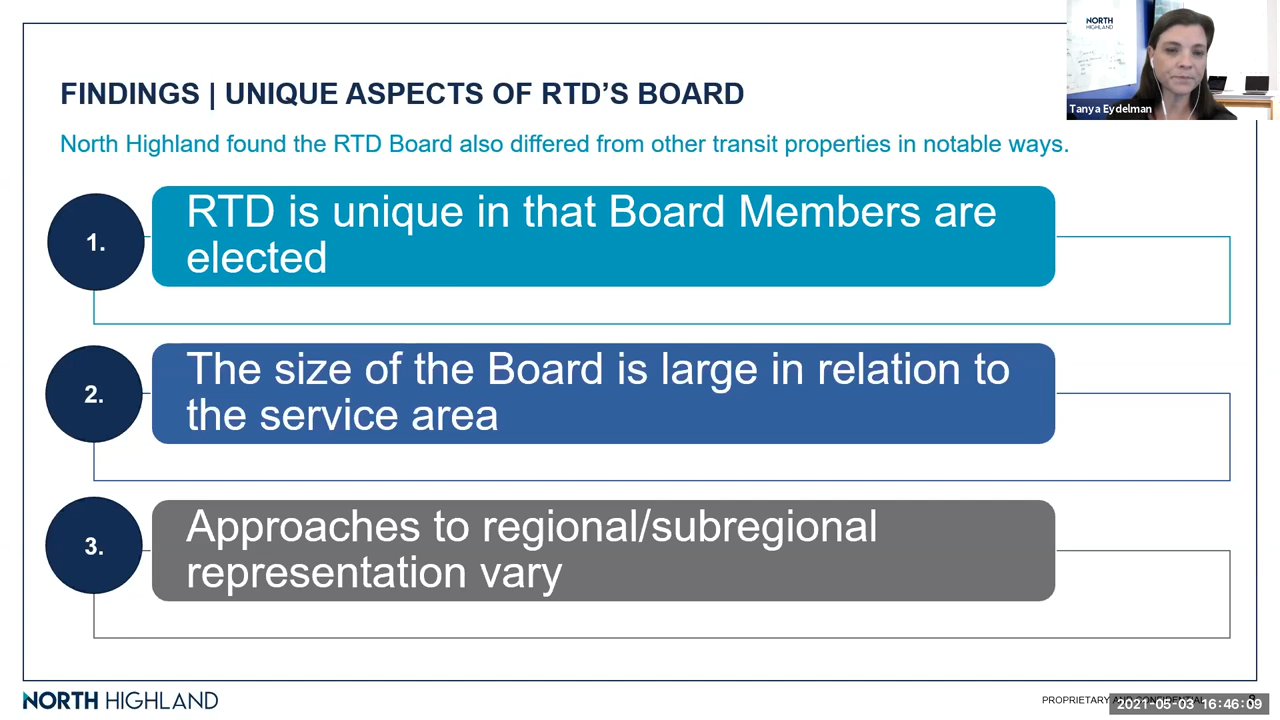 NORTH
HIGHLAND
Tanya Eydelman
FINDINGS | UNIQUE ASPECTS OF RTD'S BOARD
North Highland found the RTD Board also differed from other transit properties in notable ways.
1.
RTD is unique in that Board Members are
elected
2.
The size of the Board is large in relation to
the service area
3.
Approaches to regional/subregional
representation vary
NORTH HIGHLAND
PROPRIETARY AND CONFIDENTIAL
2021-05-03 16:46:09